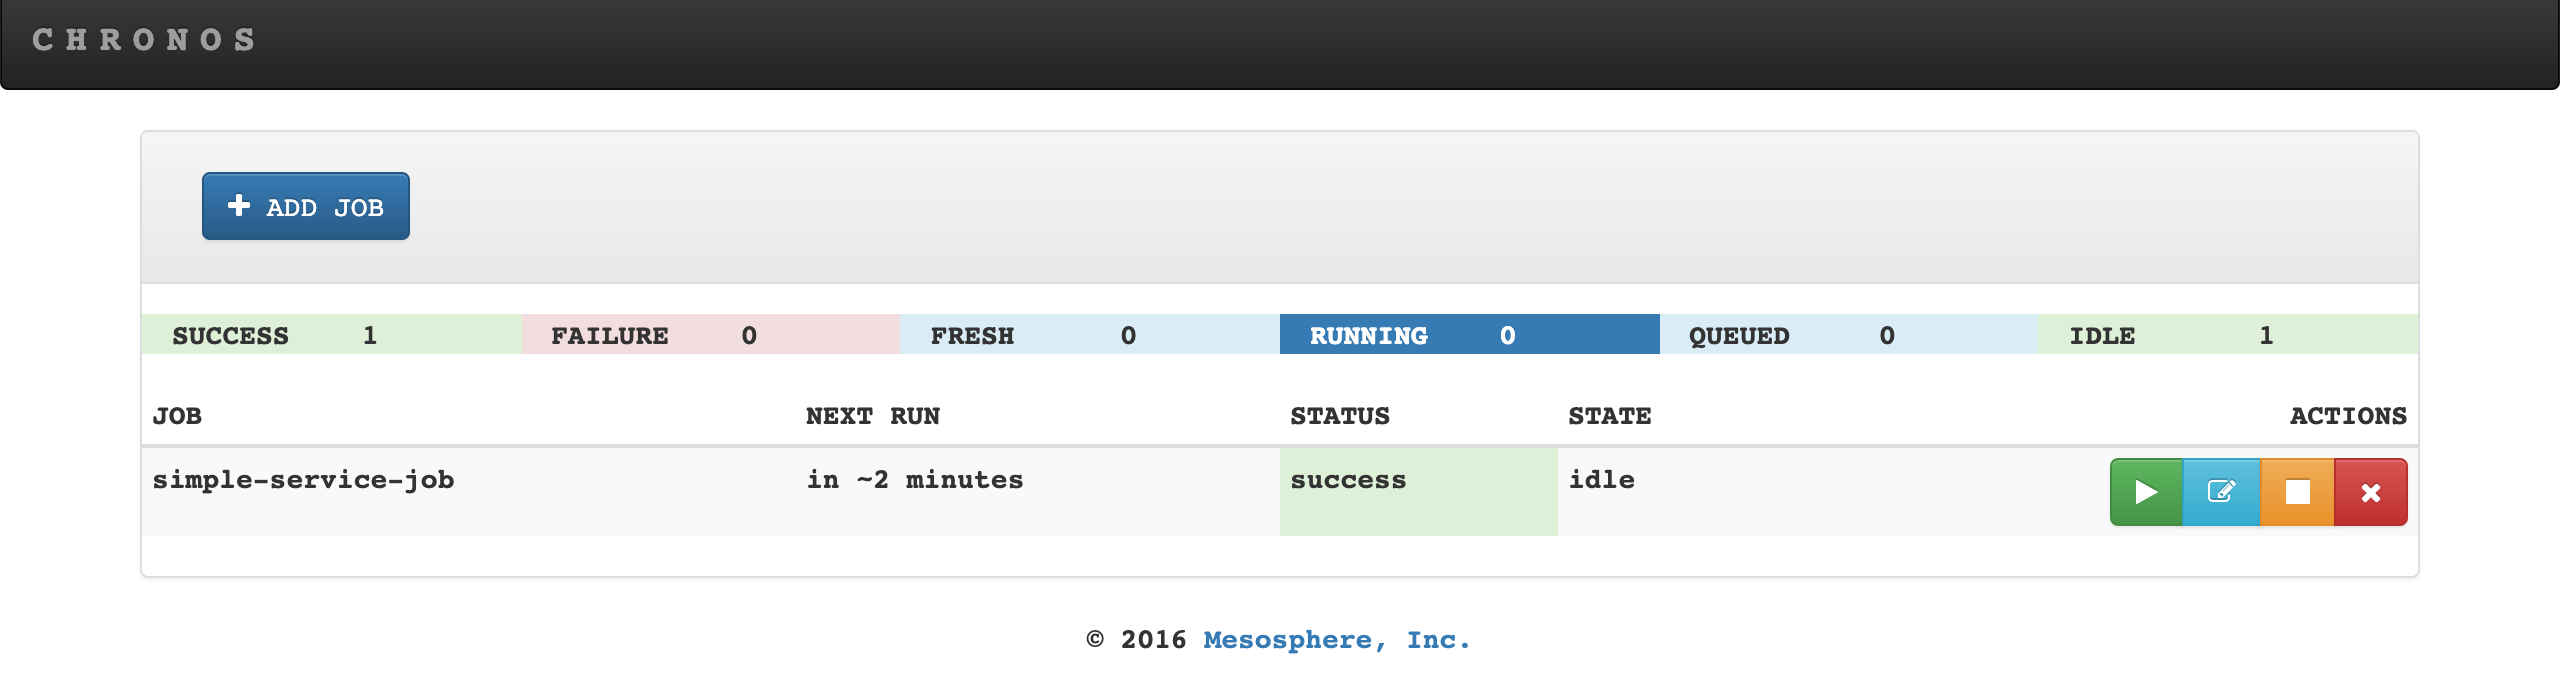 CHRONOS
ADD JOB
SUCCESS 1 FAILURE 0 FRESH 0 RUNNING 0 QUEUED 0 IDLE 1
JOB NEXT RUN STATUS STATE ACTIONS
simple-service-job in ~2 minutes success idle
© 2016 Mesosphere, Inc.